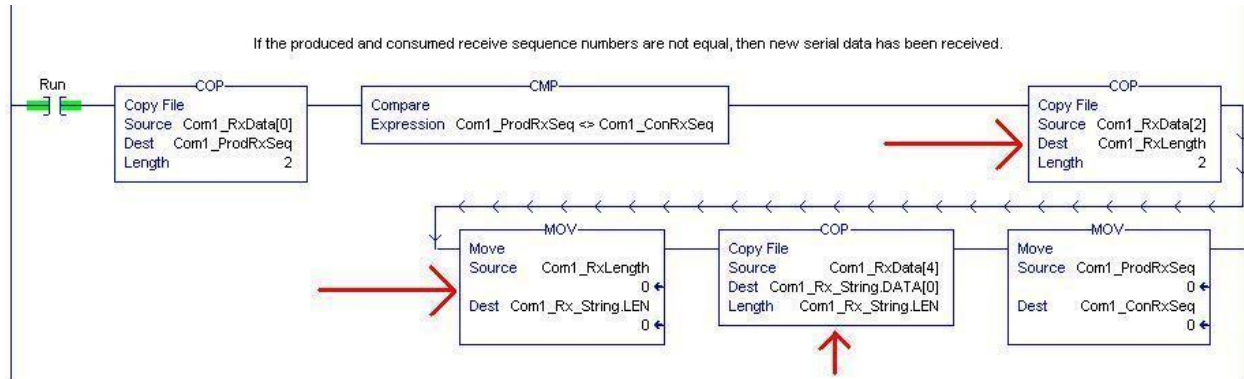 If the produced and consumed receive sequence numbers are not equal, then new serial data has been received.
Run
COP
Copy File
Source Com1_RxData[0]
Dest Com1_ProdRxSeq
Length 2
CMP
Compare
Expression Com1_ProdRxSeq <> Com1_ConRxSeq
COP
Copy File
Source Com1_RxData[2]
Dest Com1_RxLength
Length 2
MOV
Move
Source Com1_RxLength
0
Dest Com1_Rx_String.LEN
0
COP
Copy File
Source Com1_RxData[4]
Dest Com1_Rx_String.DATA[0]
Length Com1_Rx_String.LEN
MOV
Move
Source Com1_ProdRxSeq
0
Dest Com1_ConRxSeq
0